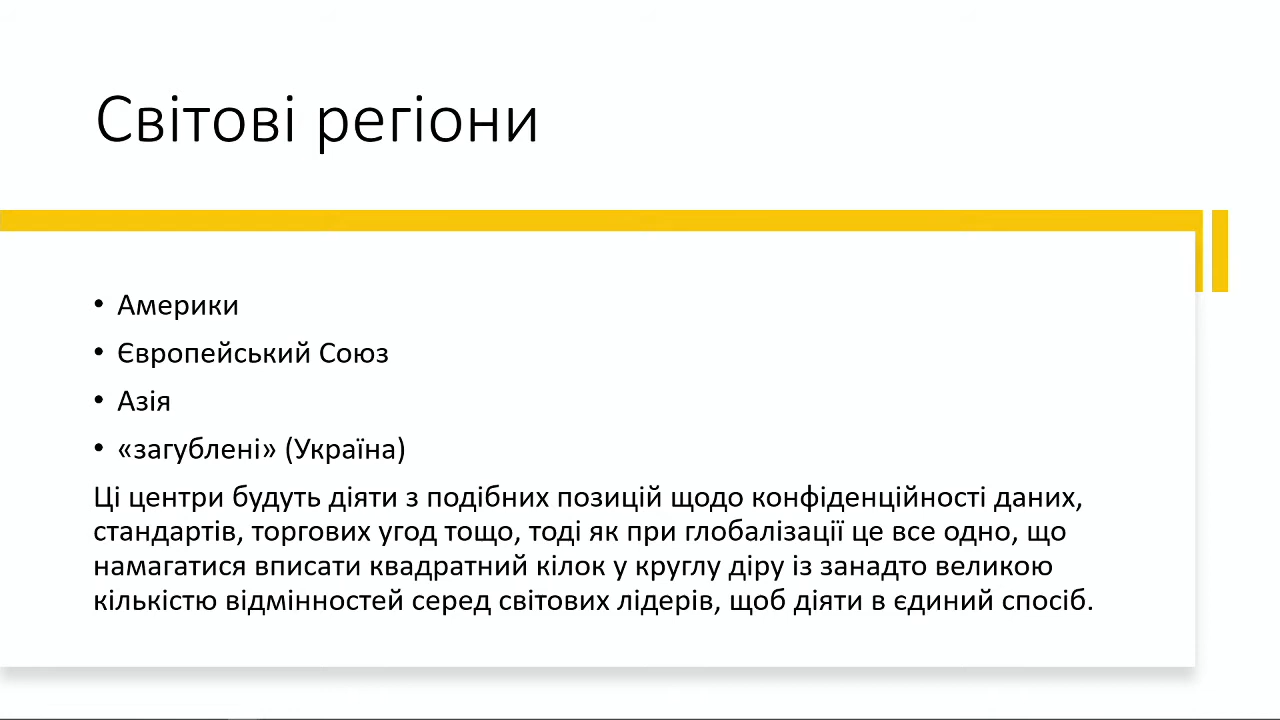 Світові регіони
• Америки
• Європейський Союз
• Азія
• «загублені» (Україна)
Ці центри будуть діяти з подібних позицій щодо конфіденційності даних,
стандартів, торгових угод тощо, тоді як при глобалізації це все одно, що
намагатися вписати квадратний кілок у круглу діру із занадто великою
кількістю відмінностей серед світових лідерів, щоб діяти в єдиний спосіб.